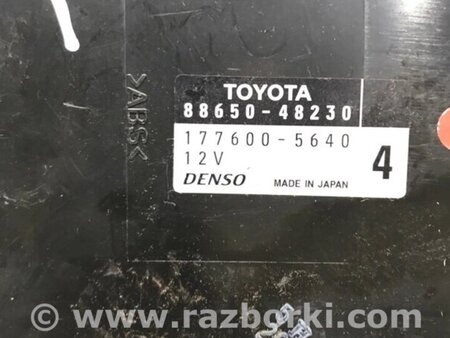 >ABS<
TOYOTA
88650-48230
177600-5640
12V
4
DENSO MADE IN JAPAN
© www.razborki.com